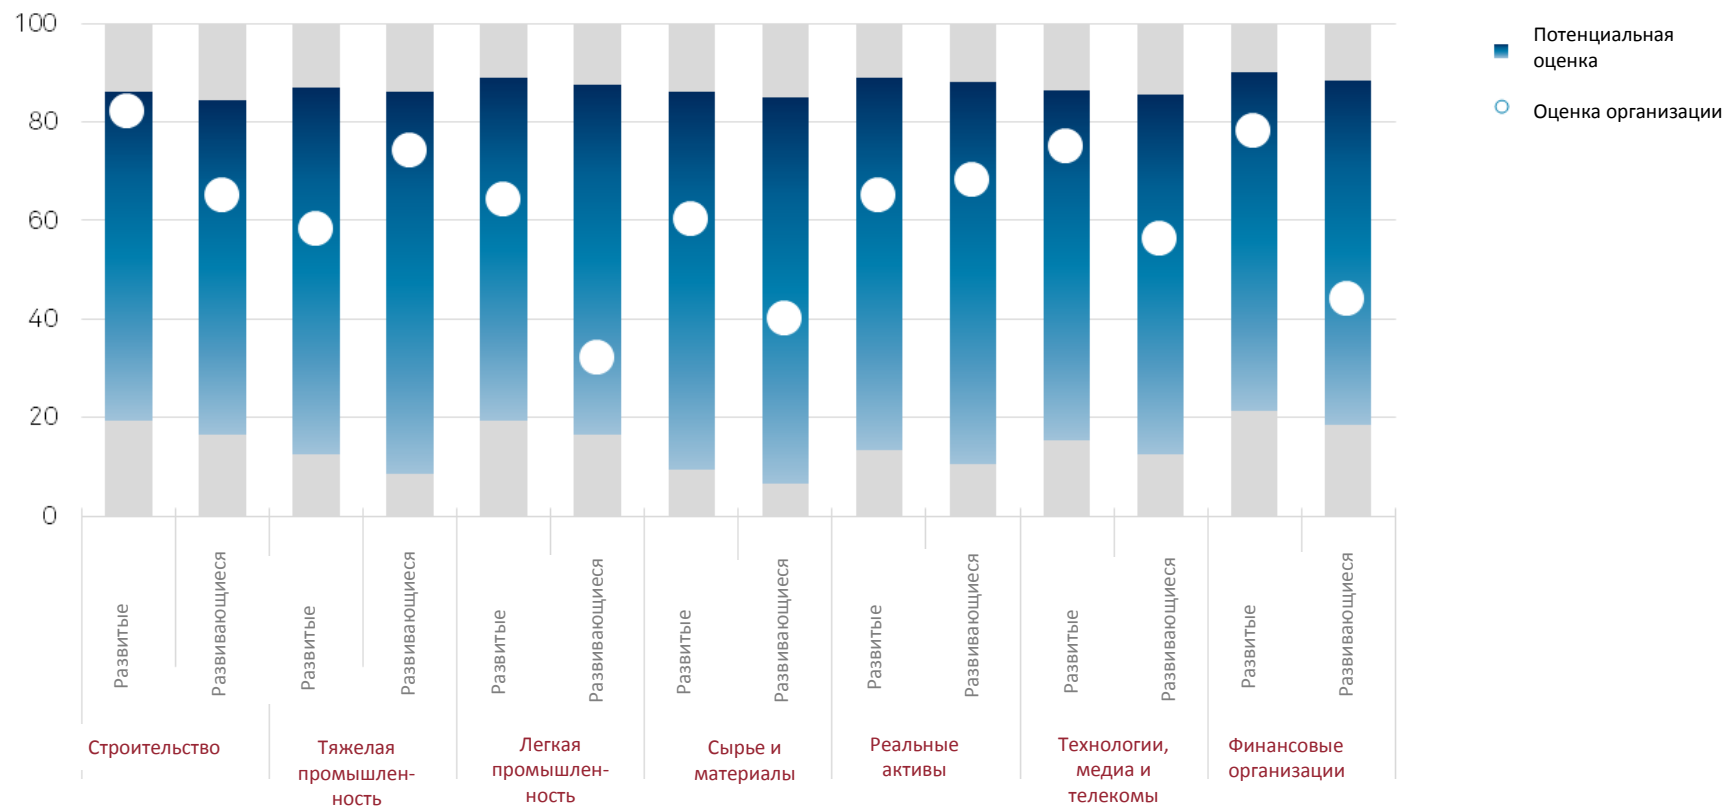 100
80
60
40
20
0
Потенциальная
оценка
Оценка организации
Развитые
Развивающиеся
Развитые
Развивающиеся
Развитые
Развивающиеся
Развитые
Развивающиеся
Развитые
Развивающиеся
Развитые
Развивающиеся
Развитые
Развивающиеся
Строительство
Тяжелая
промышлен-
ность
Легкая
промышлен-
ность
Сырье и
материалы
Реальные
активы
Технологии,
медиа и
телекомы
Финансовые
организации